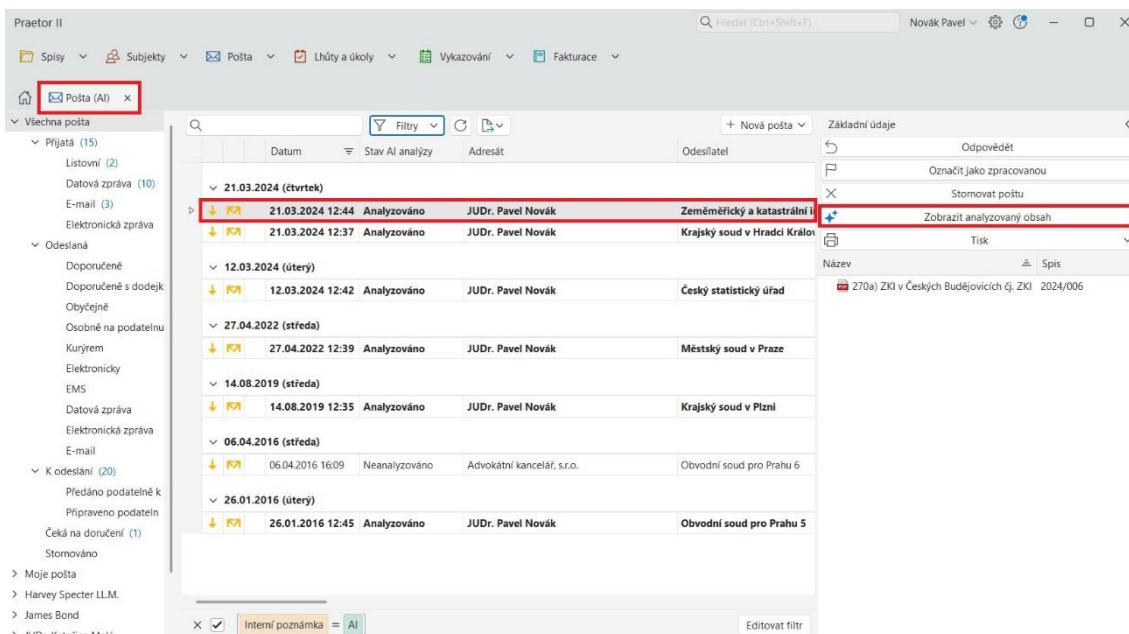 Praetor II
Hledat (Ctrl+Shift+F)
Novák Pavel
Spisy
Subjekty
Pošta
Lhůty a úkoly
Vykazování
Fakturace
Pošta (AI)
Všechna pošta
Přijatá (15)
Listovní (2)
Datová zpráva (10)
E-mail (3)
Elektronická zpráva
Odeslaná
Doporučeně
Doporučeně s dodejk
Obyčejně
Osobně na podatelnu
Kurýrem
Elektronicky
EMS
Datová zpráva
Elektronická zpráva
E-mail
K odeslání (20)
Předáno podatelně k
Připraveno podateln
Čeká na doručení (1)
Stornováno
Moje pošta
Harvey Specter LL.M.
James Bond
Filtry
+ Nová pošta
Datum Stav AI analýzy Adresát Odesílatel
21.03.2024 (čtvrtek)
21.03.2024 12:44 Analyzováno JUDr. Pavel Novák Zeměměřický a katastrální i
21.03.2024 12:37 Analyzováno JUDr. Pavel Novák Krajský soud v Hradci Králov
12.03.2024 (úterý)
12.03.2024 12:42 Analyzováno JUDr. Pavel Novák Český statistický úřad
27.04.2022 (středa)
27.04.2022 12:39 Analyzováno JUDr. Pavel Novák Městský soud v Praze
14.08.2019 (středa)
14.08.2019 12:35 Analyzováno JUDr. Pavel Novák Krajský soud v Plzni
06.04.2016 (středa)
06.04.2016 16:09 Neanalyzováno Advokátní kancelář, s.r.o. Obvodní soud pro Prahu 6
26.01.2016 (úterý)
26.01.2016 12:45 Analyzováno JUDr. Pavel Novák Obvodní soud pro Prahu 5
Interní poznámka = AI
Editovat filtr
Základní údaje
Odpovědět
Označit jako zpracovanou
Stornovat poštu
Zobrazit analyzovaný obsah
Tisk
Název Spis
270a) ZKI v Českých Budějovicích čj. ZKI 2024/006